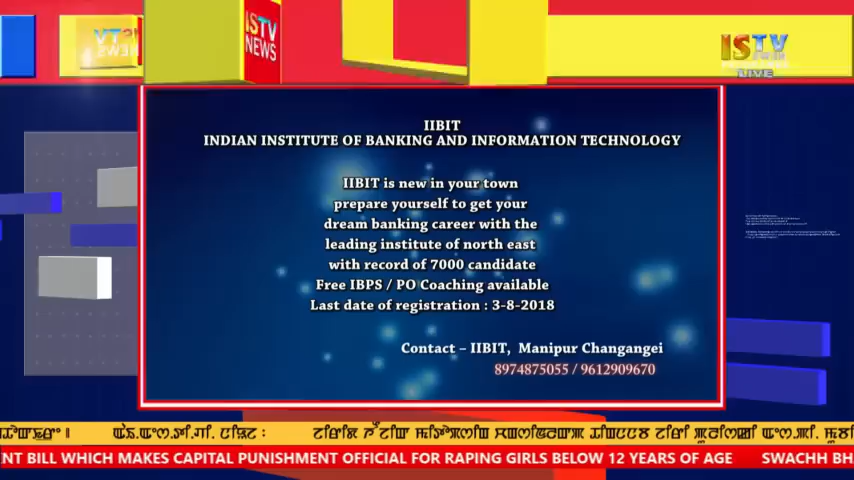 ISTV
NEWS
ISTV
LIVE
IIBIT
INDIAN INSTITUTE OF BANKING AND INFORMATION TECHNOLOGY
IIBIT is new in your town
prepare yourself to get your
dream banking career with the
leading institute of north east
with record of 7000 candidate
Free IBPS / PO Coaching available
Last date of registration : 3-8-2018
Contact – IIBIT, Manipur Changangei
8974875055 / 9612909670
NT BILL WHICH MAKES CAPITAL PUNISHMENT OFFICIAL FOR RAPING GIRLS BELOW 12 YEARS OF AGE SWACHH BH